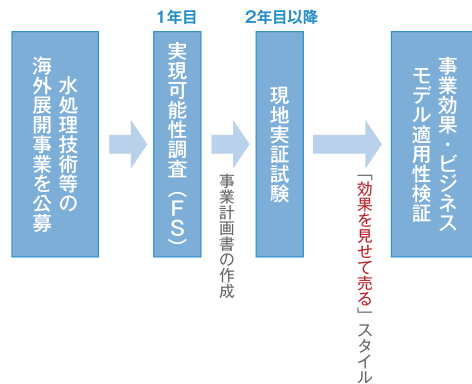 水処理技術等の
海外展開事業を公募
1年目
実現可能性調査（FS）
事業計画書の作成
2年目以降
現地実証試験
「効果を見せて売る」スタイル
事業効果・ビジネス
モデル適用性検証